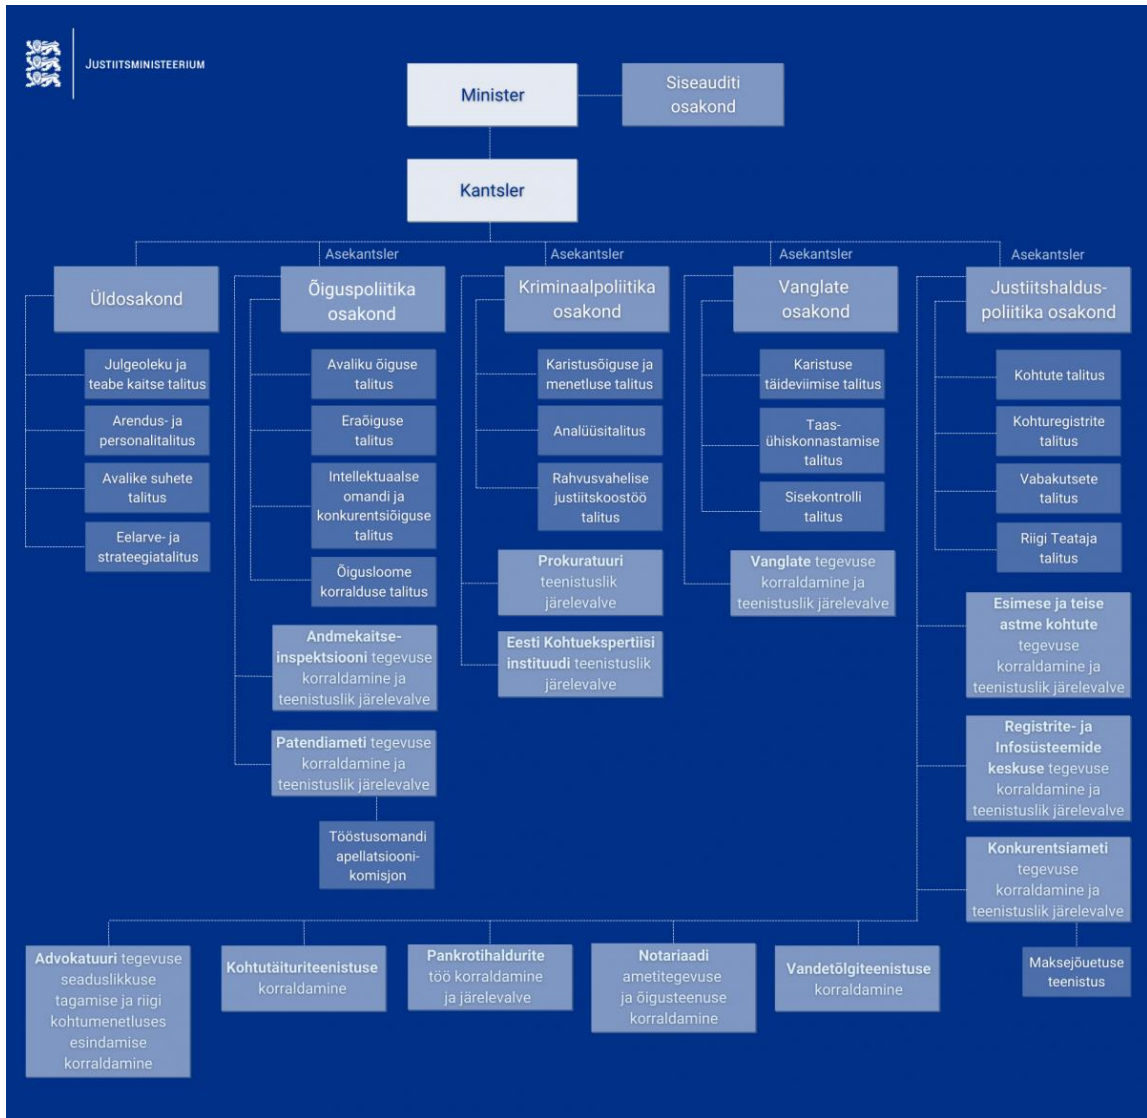 JUSTIITSMINISTEERIUM
Minister
Siseauditi
osakond
Kantsler
Üldosakond
Julgeoleku ja
teabe kaitse talitus
Arendus- ja
personalitalitus
Avalike suhete
talitus
Eelarve- ja
strateegiatalitus
Asekantsler
Õiguspoliitika
osakond
Avaliku õiguse
talitus
Eraõiguse
talitus
Intellektuaalse
omandi ja
konkurentsiõiguse
talitus
Õigusloome
korralduse talitus
Andmekaitse-
inspektsiooni tegevuse
korraldamine ja
teenistuslik järelevalve
Patendiameti tegevuse
korraldamine ja
teenistuslik järelevalve
Tööstusomandi
apellatsiooni-
komisjon
Asekantsler
Kriminaalpoliitika
osakond
Karistusõiguse ja
menetluse talitus
Analüüsitalitus
Rahvusvahelise
justiitskoostöö
talitus
Prokuratuuri
teenistuslik
järelevalve
Eesti Kohtuekspertiisi
instituudi teenistuslik
järelevalve
Asekantsler
Vanglate
osakond
Karistuse
täideviimise talitus
Taas-
ühiskonnastamise
talitus
Sisekontrolli
talitus
Vanglate tegevuse
korraldamine ja
teenistuslik järelevalve
Asekantsler
Justiitshaldus-
poliitika osakond
Kohtute talitus
Kohturegistrite
talitus
Vabakutsete
talitus
Riigi Teataja
talitus
Esimese ja teise
astme kohtute
tegevuse
korraldamine ja
teenistuslik järelevalve
Registrite- ja
Infosüsteemide
keskuse tegevuse
korraldamine ja
teenistuslik järelevalve
Konkurentsiameti
tegevuse
korraldamine ja
teenistuslik järelevalve
Maksejõuetuse
teenistus
Advokatuuri tegevuse
seaduslikkuse
tagamise ja riigi
kohtumenetluses
esindamise
korraldamine
Kohtutäituriteenistuse
korraldamine
Pankrotihaldurite
töö korraldamine
ja järelevalve
Notariaadi
ametitegevuse
ja õigusteenuse
korraldamine
Vandetõlgiteenistuse
korraldamine